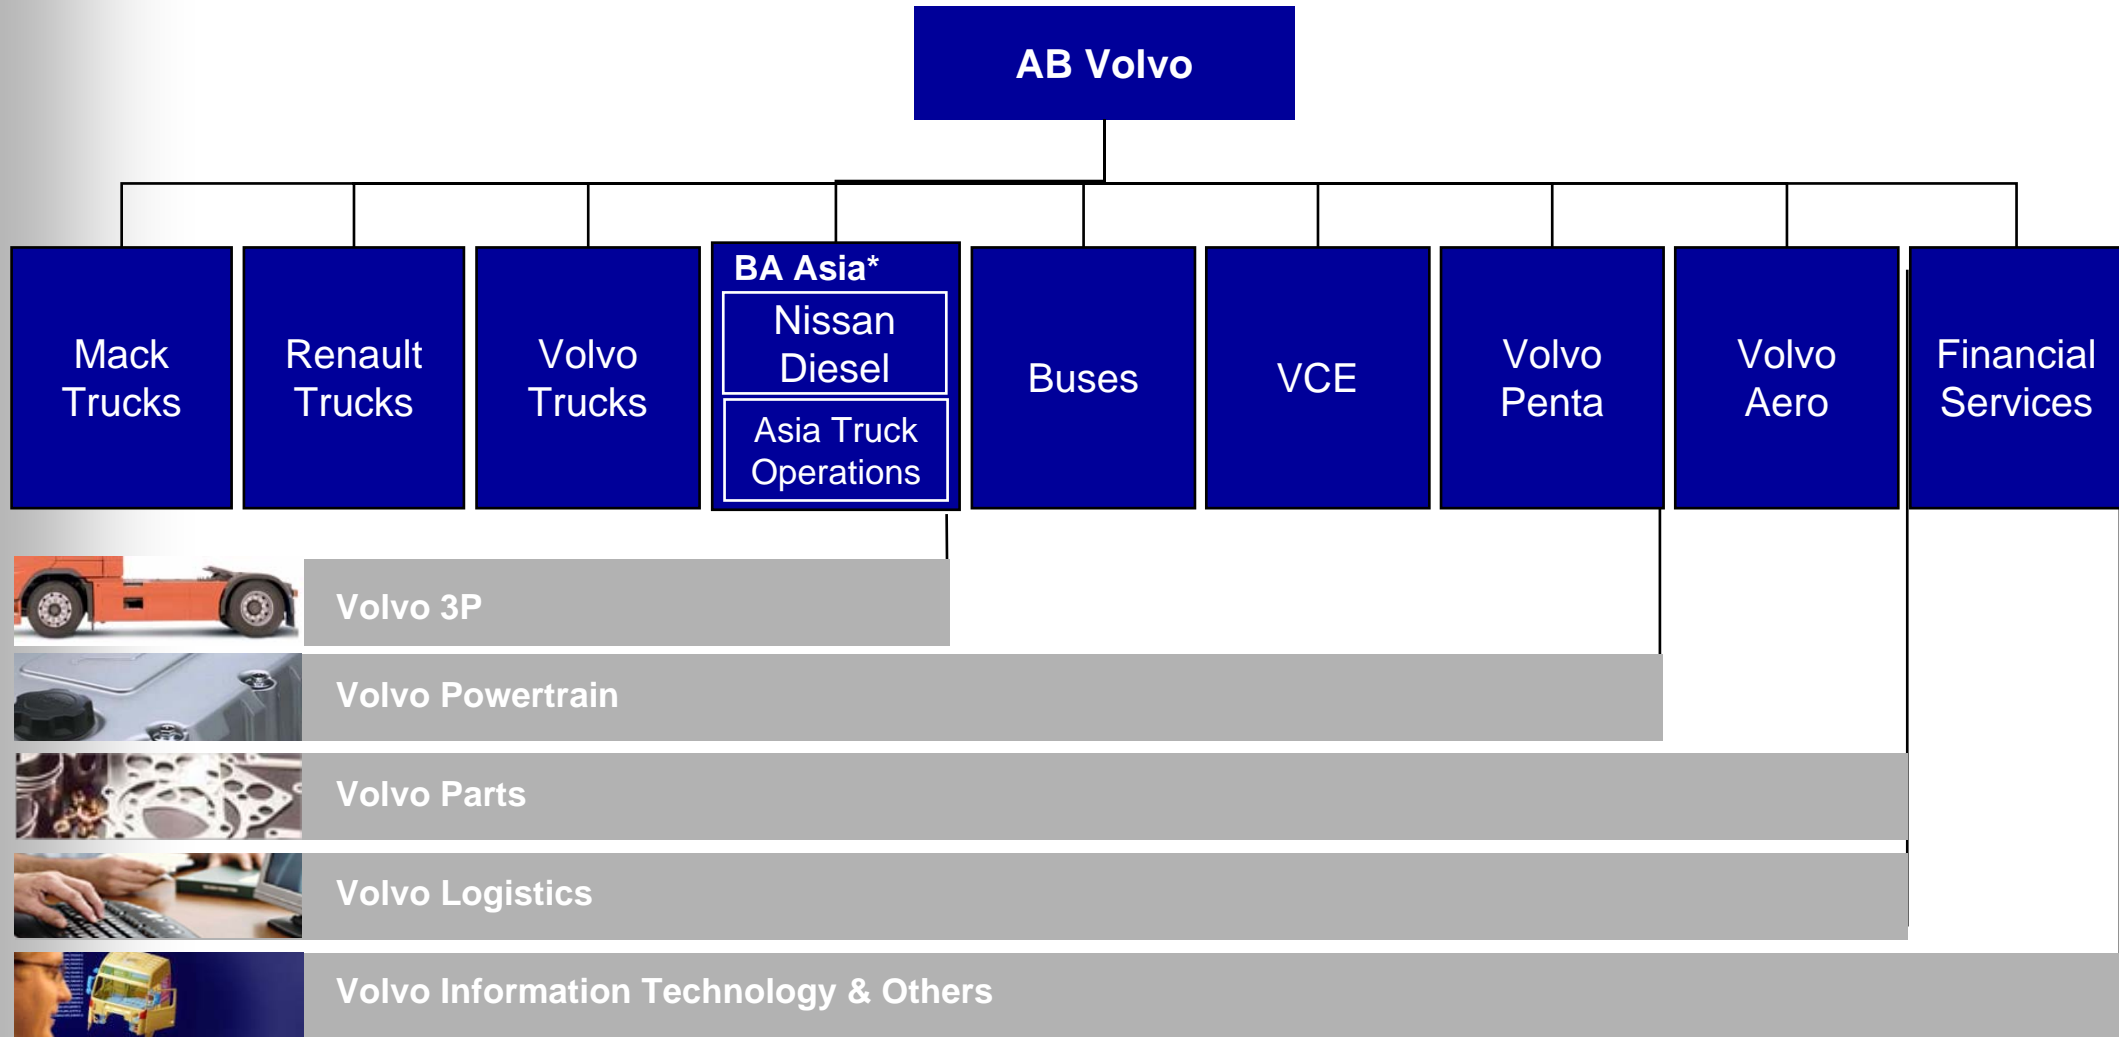 AB Volvo
Mack
Trucks
Renault
Trucks
Volvo
Trucks
BA Asia*
Nissan
Diesel
Asia Truck
Operations
Buses
VCE
Volvo
Penta
Volvo
Aero
Financial
Services
Volvo 3P
Volvo Powertrain
Volvo Parts
Volvo Logistics
Volvo Information Technology & Others